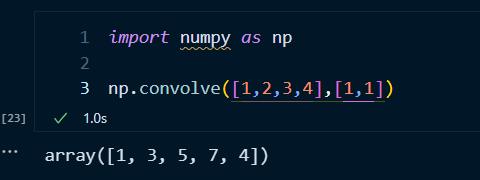 1 import numpy as np
2
3 np.convolve([1,2,3,4],[1,1])
[23] ✓ 1.0s
... array([1, 3, 5, 7, 4])